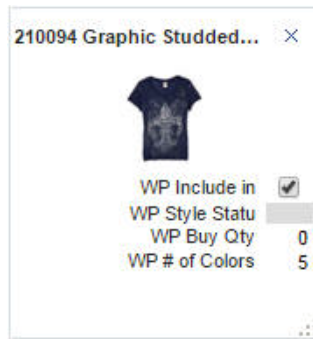 210094 Graphic Studded...
WP Include in
WP Style Statu
WP Buy Qty 0
WP # of Colors 5